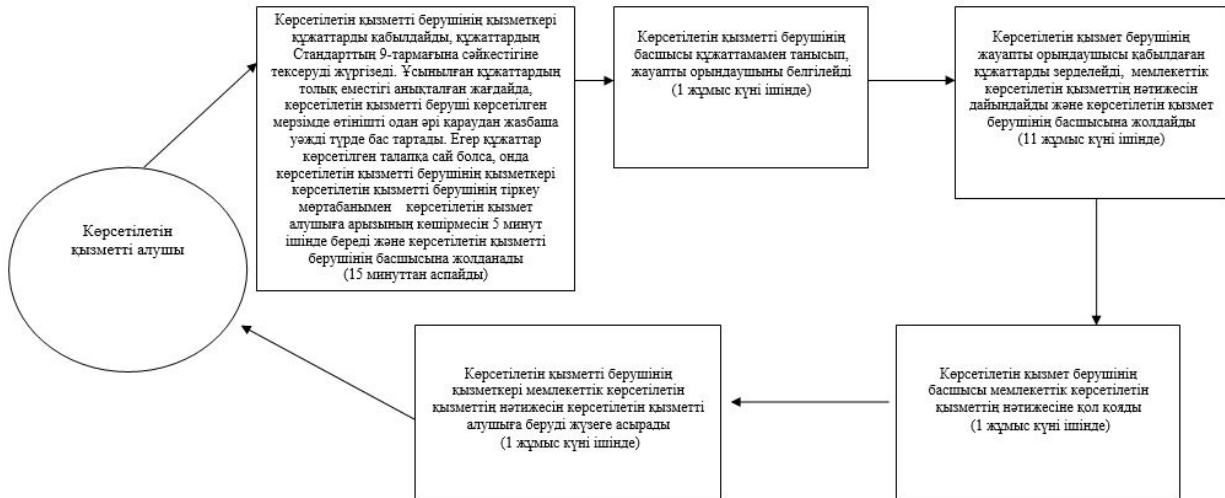 Көрсетілетін
қызметті алушы
Көрсетілетін қызметті берушінің қызметкері
құжаттарды қабылдайды, құжаттардың
Стандарттың 9-тармағына сәйкестігіне
тексеруді жүргізеді. Ұсынылған құжаттардың
толық еместігі анықталған жағдайда,
көрсетілетін қызметті беруші көрсетілген
мерзімде өтінішті одан әрі қараудан жазбаша
уәжді түрде бас тартады. Егер құжаттар
көрсетілген талапқа сай болса, онда
көрсетілетін қызметті берушінің қызметкері
көрсетілетін қызметті берушінің тіркеу
мөртабанымен көрсетілетін қызмет
алушыға арызының көшірмесін 5 минут
ішінде береді және көрсетілетін қызметті
берушінің басшысына жолданады
(15 минуттан аспайды)
Көрсетілетін қызметті берушінің
басшысы құжаттамамен танысып,
жауапты орындаушыны белгілейді
(1 жұмыс күні ішінде)
Көрсетілетін қызмет берушінің
жауапты орындаушысы қабылдаған
құжаттарды зерделейді, мемлекеттік
көрсетілетін қызметтің нәтижесін
дайындайды және көрсетілетін қызмет
берушінің басшысына жолдайды
(11 жұмыс күні ішінде)
Көрсетілетін қызмет берушінің
басшысы мемлекеттік көрсетілетін
қызметтің нәтижесіне қол қояды
(1 жұмыс күні ішінде)
Көрсетілетін қызметті берушінің
қызметкері мемлекеттік көрсетілетін
қызметтің нәтижесін көрсетілетін қызметті
алушыға беруді жүзеге асырады
(1 жұмыс күні ішінде)